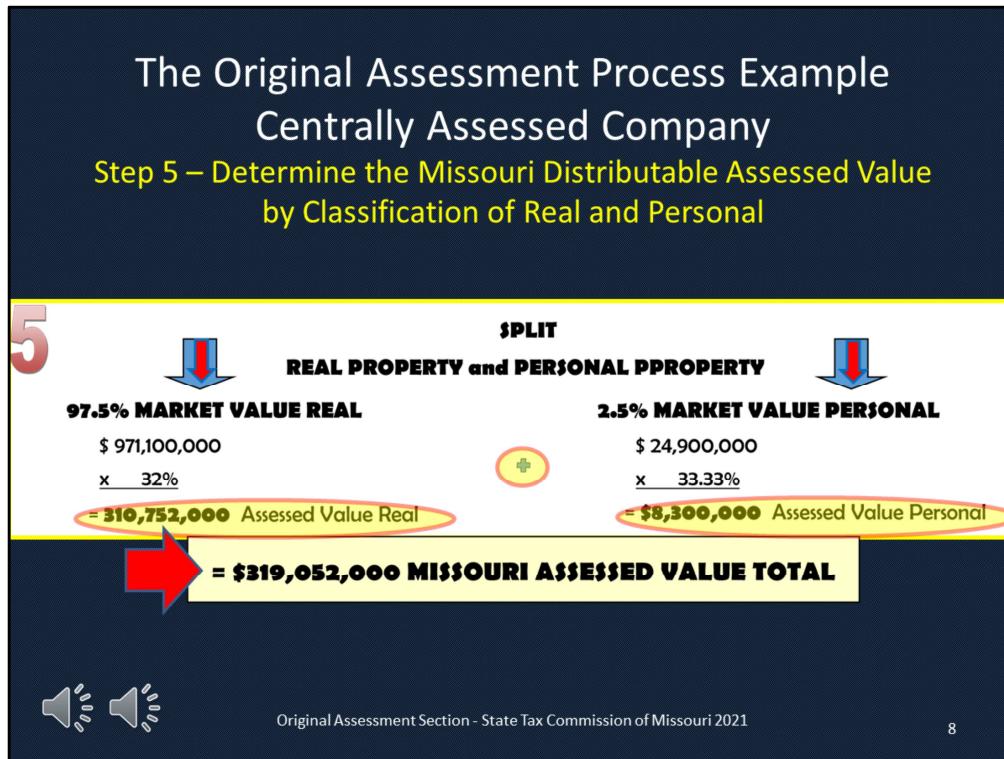 The Original Assessment Process Example
Centrally Assessed Company
Step 5 – Determine the Missouri Distributable Assessed Value
by Classification of Real and Personal
5
SPLIT
REAL PROPERTY and PERSONAL PPROPERTY
97.5% MARKET VALUE REAL
$ 971,100,000
x 32%
= 310,752,000 Assessed Value Real
+
2.5% MARKET VALUE PERSONAL
$ 24,900,000
x 33.33%
= $8,300,000 Assessed Value Personal
= $319,052,000 MISSOURI ASSESSED VALUE TOTAL
Original Assessment Section - State Tax Commission of Missouri 2021
8